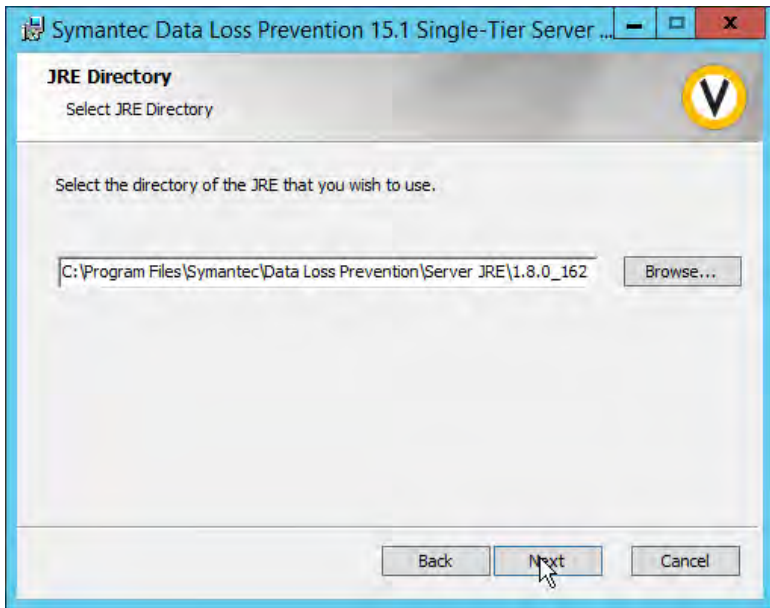 Symantec Data Loss Prevention 15.1 Single-Tier Server ...
JRE Directory
Select JRE Directory
V
Select the directory of the JRE that you wish to use.
C:\Program Files\Symantec\Data Loss Prevention\Server JRE\1.8.0_162
Browse...
Back
Next
Cancel